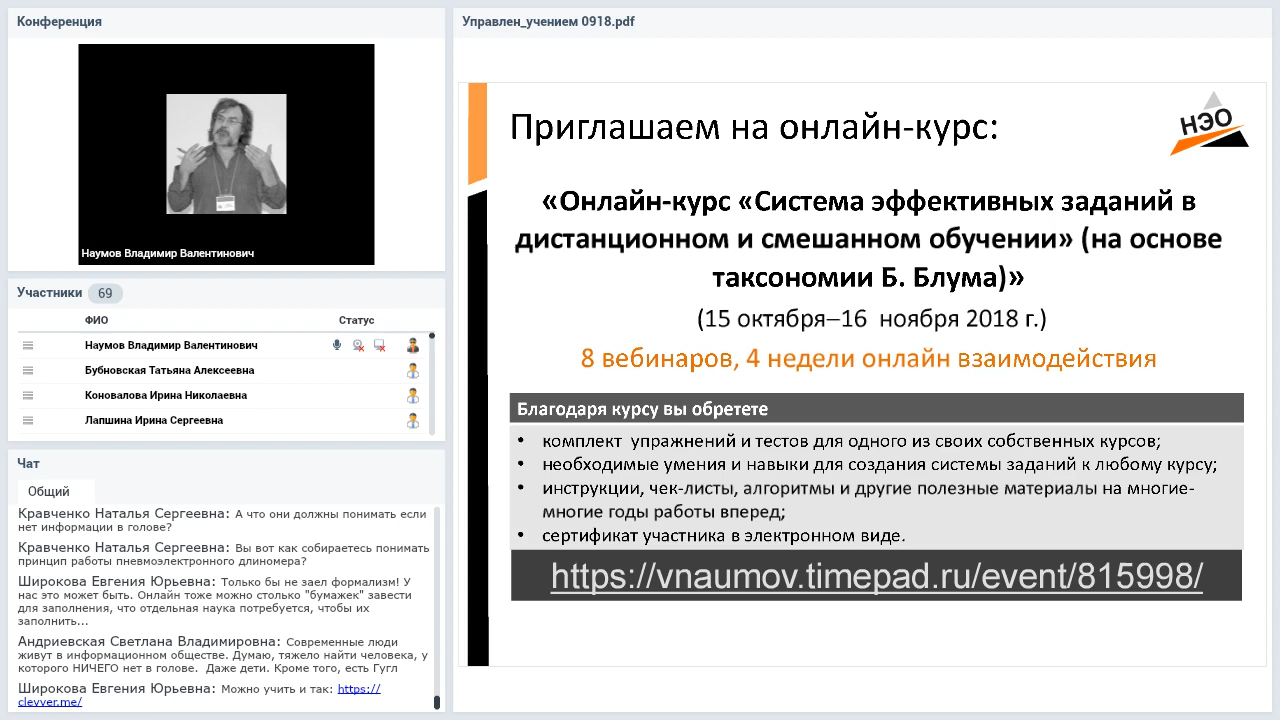 Конференция
Наумов Владимир Валентинович
Участники 69
ФИО Статус
Наумов Владимир Валентинович
Бубновская Татьяна Алексеевна
Коновалова Ирина Николаевна
Лапшина Ирина Сергеевна
Чат
Общий
Кравченко Наталья Сергеевна: А что они должны понимать если
нет информации в голове?
Кравченко Наталья Сергеевна: Вы вот как собираетесь понимать
принцип работы пневмоэлектронного длиномера?
Широкова Евгения Юрьевна: Только бы не заел формализм! У
нас это может быть. Онлайн тоже можно столько "бумажек" завести
для заполнения, что отдельная наука потребуется, чтобы их
заполнить...
Андриевская Светлана Владимировна: Современные люди
живут в информационном обществе. Думаю, тяжело найти человека, у
которого НИЧЕГО нет в голове. Даже дети. Кроме того, есть Гугл
Широкова Евгения Юрьевна: Можно учить и так: https://
clevver.me/
Управлен_учением 0918.pdf
Приглашаем на онлайн-курс:
НЭО
«Онлайн-курс «Система эффективных заданий в
дистанционном и смешанном обучении» (на основе
таксономии Б. Блума)»
(15 октября–16 ноября 2018 г.)
8 вебинаров, 4 недели онлайн взаимодействия
Благодаря курсу вы обретете
• комплект упражнений и тестов для одного из своих собственных курсов;
• необходимые умения и навыки для создания системы заданий к любому курсу;
• инструкции, чек-листы, алгоритмы и другие полезные материалы на многие-
многие годы работы вперед;
• сертификат участника в электронном виде.
https://vnaumov.timepad.ru/event/815998/